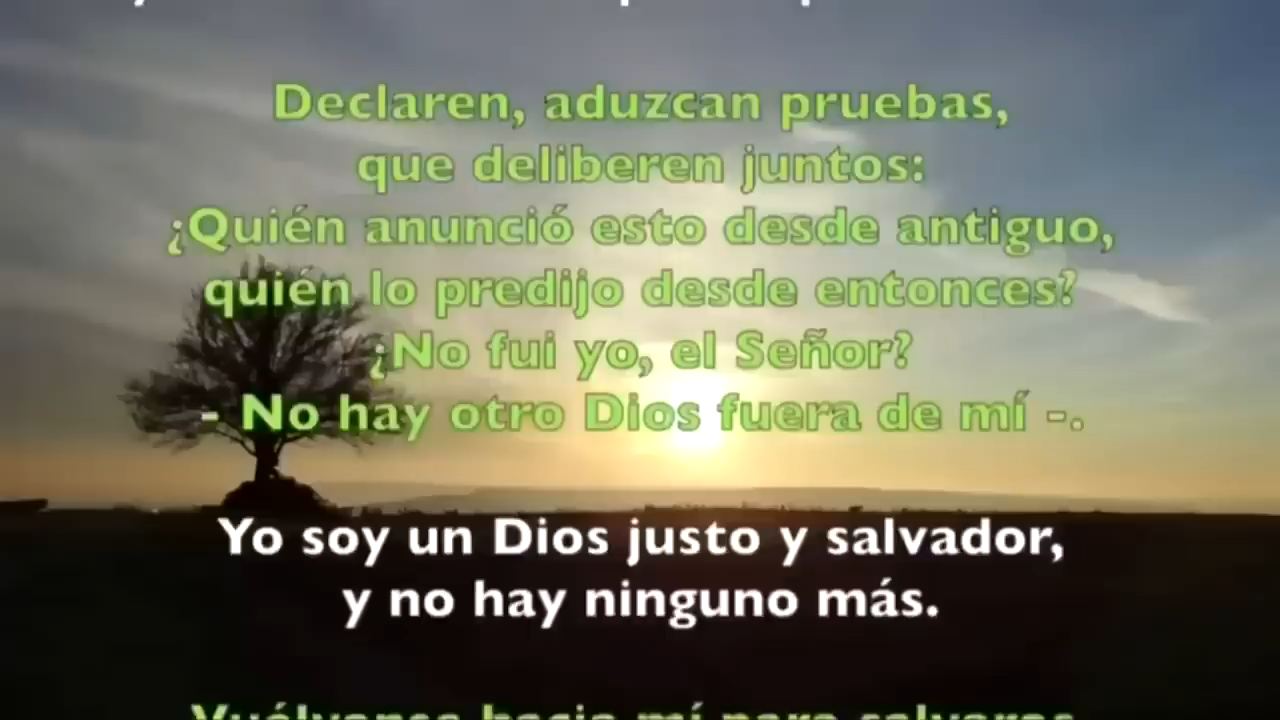 Declaren, aduzcan pruebas,
que deliberen juntos:
¿Quién anunció esto desde antiguo,
quién lo predijo desde entonces?
¿No fui yo, el Señor?
- No hay otro Dios fuera de mí -.
Yo soy un Dios justo y salvador,
y no hay ninguno más.
Vuélvanse hacia mí para salvaros